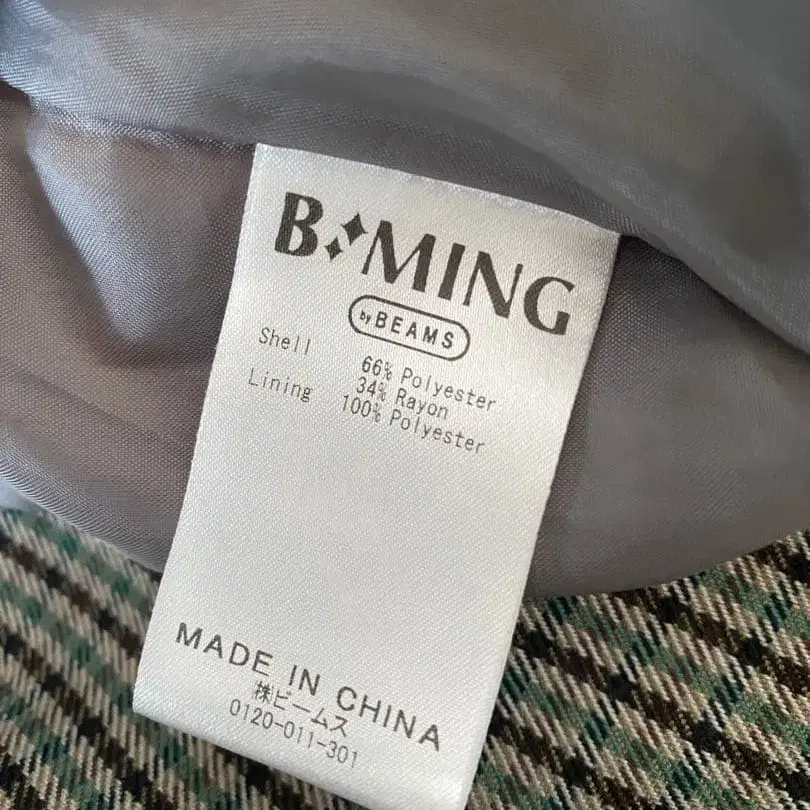 B:MING
by BEAMS
Shell 66% Polyester
34% Rayon
Lining 100% Polyester
MADE IN CHINA
㈱ビームス
0120-011-301